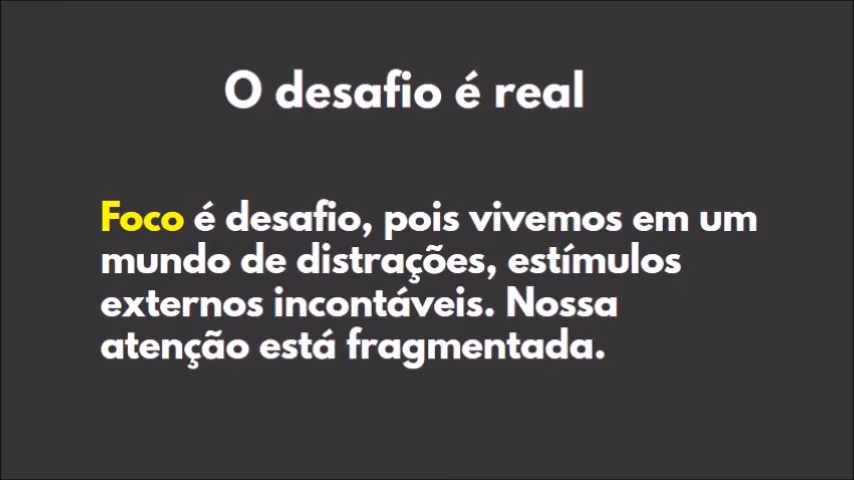 O desafio é real
Foco é desafio, pois vivemos em um
mundo de distrações, estímulos
externos incontáveis. Nossa
atenção está fragmentada.